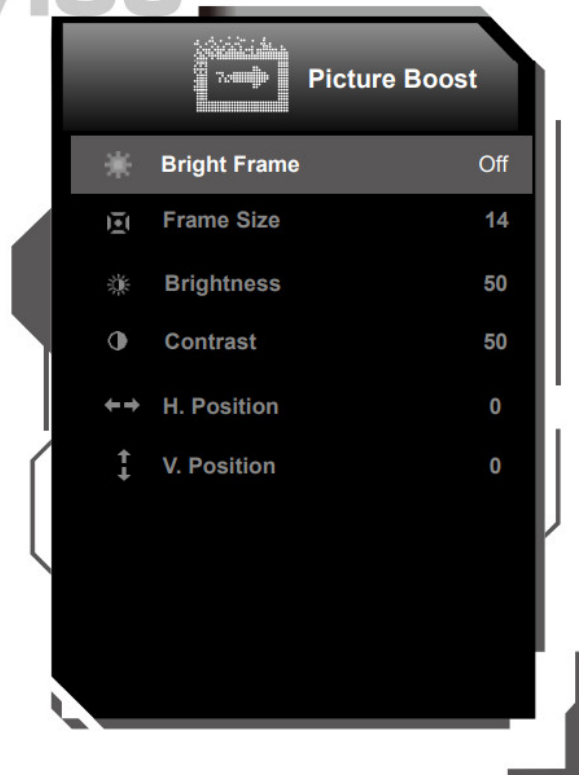 Picture Boost
Bright Frame Off
Frame Size 14
Brightness 50
Contrast 50
H. Position 0
V. Position 0